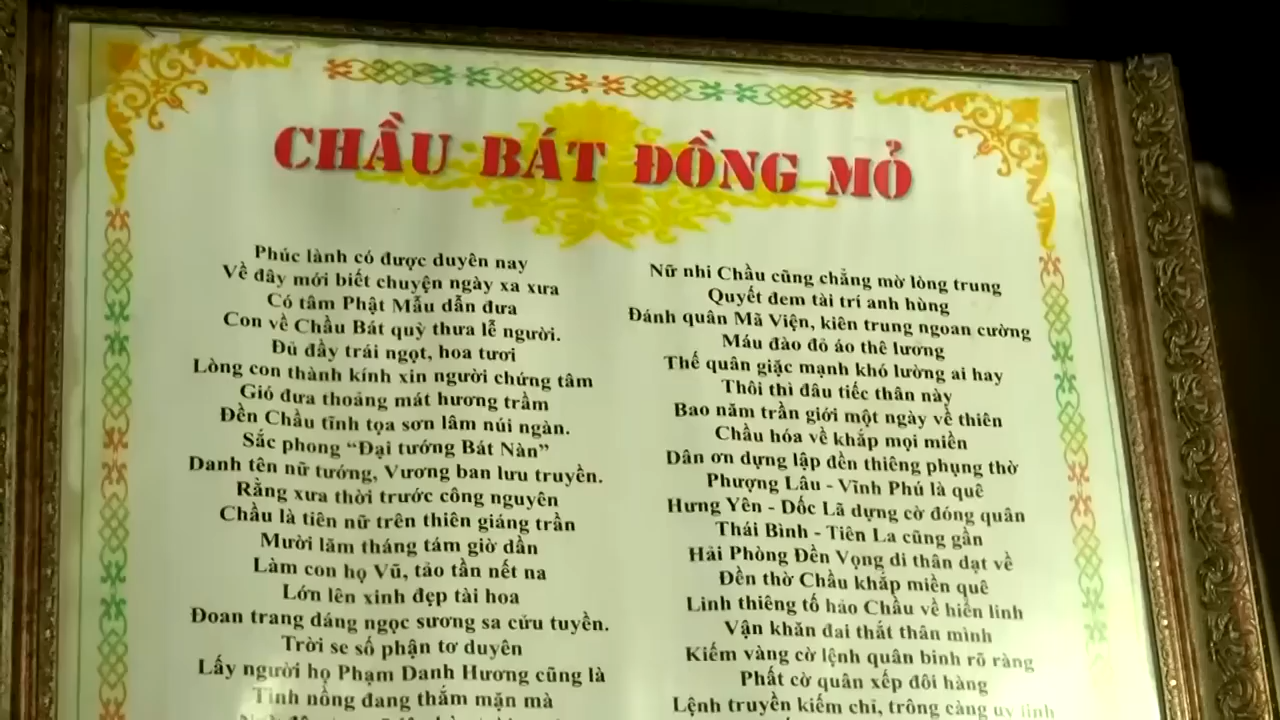 CHẦU BÁT ĐỒNG MỎ
Phúc lành có được duyên nay
Về đây mới biết chuyện ngày xa xưa
Có tâm Phật Mẫu dẫn đưa
Con về Chầu Bát quỳ thưa lễ người.
Đủ đầy trái ngọt, hoa tươi
Lòng con thành kính xin người chứng tâm
Gió đưa thoảng mát hương trầm
Đền Chầu tĩnh tọa sơn lâm núi ngàn.
Sắc phong “Đại tướng Bát Nàn”
Danh tên nữ tướng, Vương ban lưu truyền.
Rằng xưa thời trước công nguyên
Chầu là tiên nữ trên thiên giáng trần
Mười lăm tháng tám giờ dần
Làm con họ Vũ, tảo tần nết na
Lớn lên xinh đẹp tài hoa
Đoan trang dáng ngọc sương sa cửu tuyền.
Trời se số phận tơ duyên
Lấy người họ Phạm Danh Hương cũng là
Tình nồng đang thắm mặn mà
Nữ nhi Chầu cũng chẳng mờ lòng trung
Quyết đem tài trí anh hùng
Đánh quân Mã Viện, kiên trung ngoan cường
Máu đào đỏ áo thê lương
Thế quân giặc mạnh khó lường ai hay
Thôi thì đâu tiếc thân này
Bao năm trần giới một ngày về thiên
Chầu hóa về khắp mọi miền
Dân ơn dựng lập đền thiêng phụng thờ
Phượng Lâu - Vĩnh Phú là quê
Hưng Yên - Dốc Lã dựng cờ đóng quân
Thái Bình - Tiên La cũng gần
Hải Phòng Đền Vọng di thân dạt về
Đền thờ Chầu khắp miền quê
Linh thiêng tố hảo Chầu về hiển linh
Vận khăn đai thắt thân mình
Kiếm vàng cờ lệnh quân binh rõ ràng
Phất cờ quân xếp đôi hàng
Lệnh truyền kiếm chỉ, trông càng uy linh